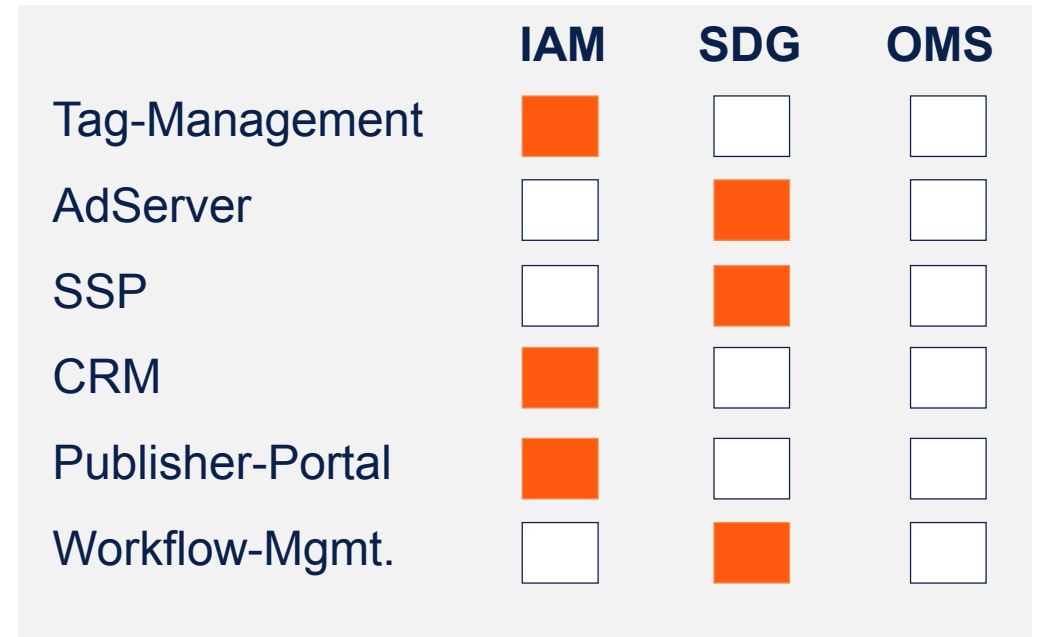 IAM SDG OMS
Tag-Management
AdServer
SSP
CRM
Publisher-Portal
Workflow-Mgmt.